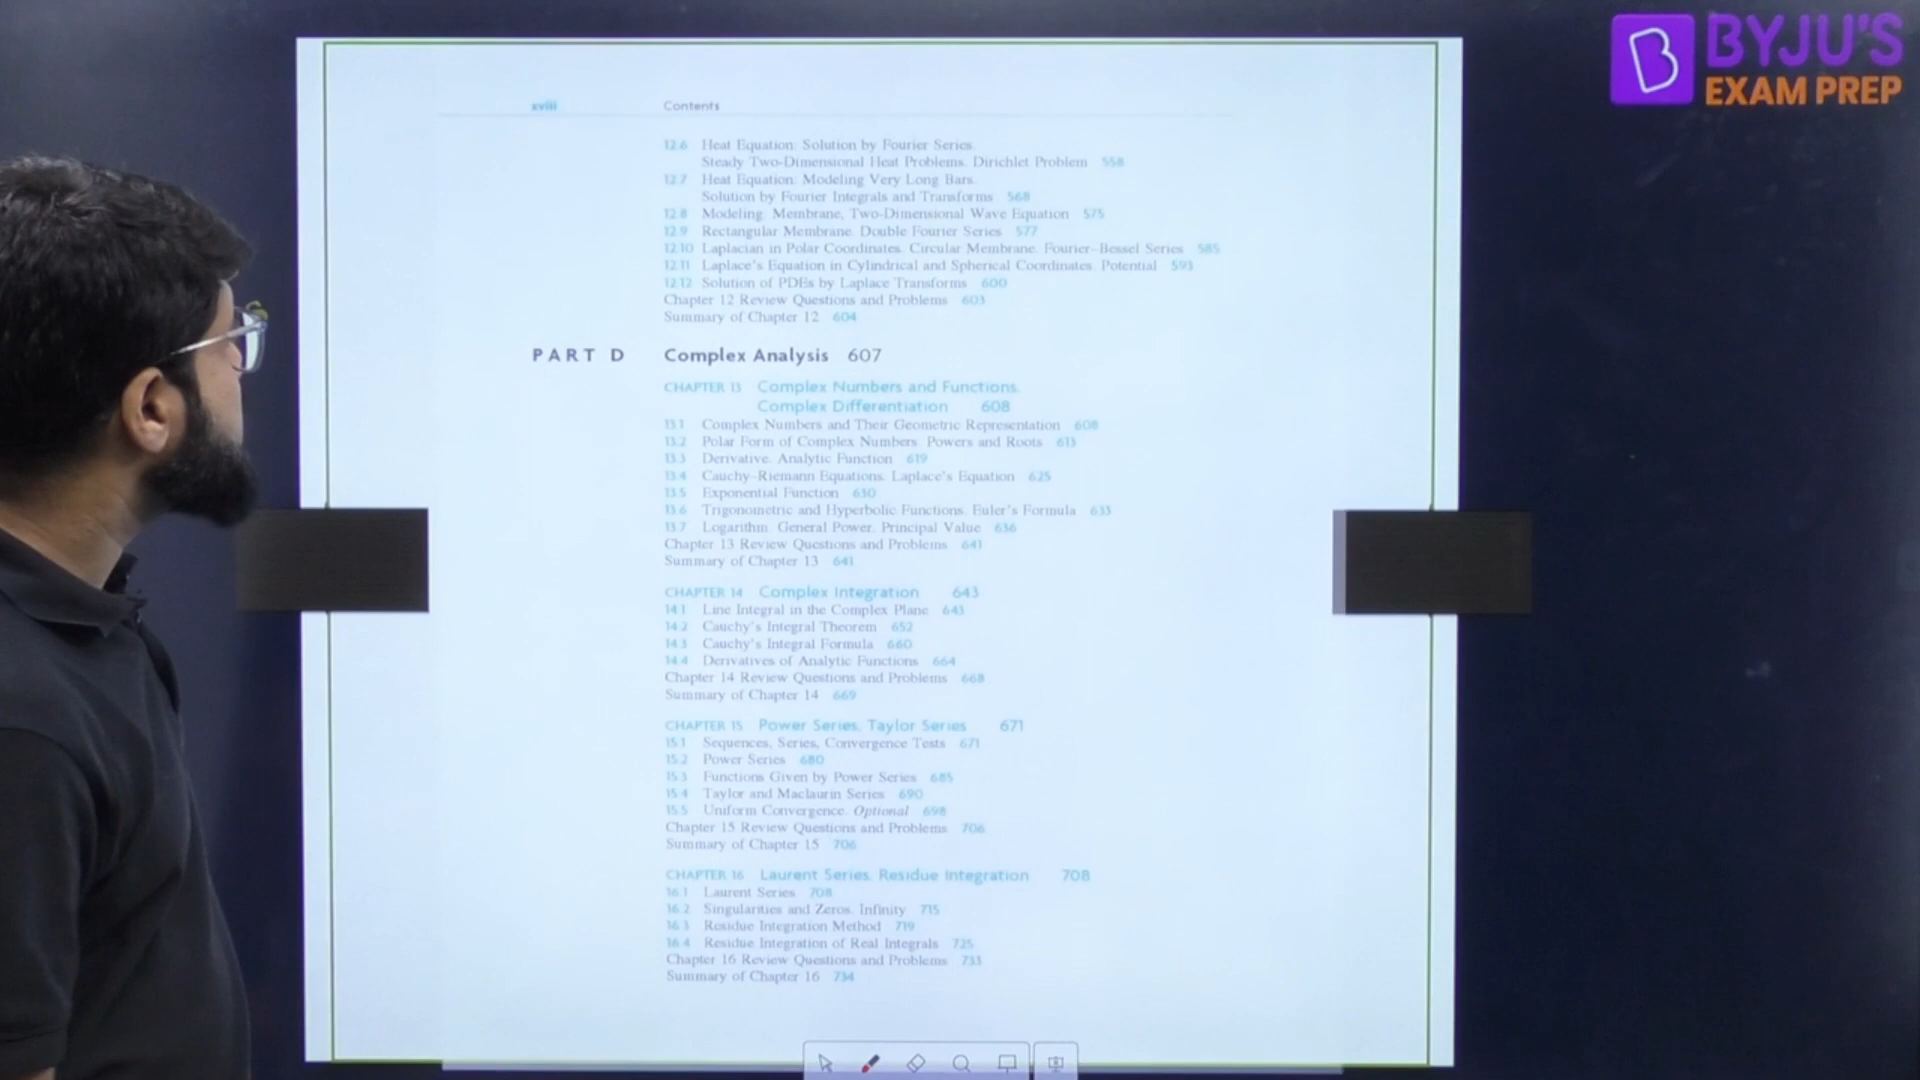 BYJU'S
EXAM PREP
xviii Contents
12.6 Heat Equation: Solution by Fourier Series.
Steady Two-Dimensional Heat Problems. Dirichlet Problem 558
12.7 Heat Equation: Modeling Very Long Bars.
Solution by Fourier Integrals and Transforms 568
12.8 Modeling: Membrane, Two-Dimensional Wave Equation 575
12.9 Rectangular Membrane. Double Fourier Series 577
12.10 Laplacian in Polar Coordinates. Circular Membrane. Fourier–Bessel Series 585
12.11 Laplace's Equation in Cylindrical and Spherical Coordinates. Potential 593
12.12 Solution of PDEs by Laplace Transforms 600
Chapter 12 Review Questions and Problems 603
Summary of Chapter 12 604
PART D Complex Analysis 607
CHAPTER 13 Complex Numbers and Functions.
Complex Differentiation 608
13.1 Complex Numbers and Their Geometric Representation 608
13.2 Polar Form of Complex Numbers. Powers and Roots 613
13.3 Derivative. Analytic Function 619
13.4 Cauchy–Riemann Equations. Laplace's Equation 625
13.5 Exponential Function 630
13.6 Trigonometric and Hyperbolic Functions. Euler's Formula 633
13.7 Logarithm. General Power. Principal Value 636
Chapter 13 Review Questions and Problems 641
Summary of Chapter 13 641
CHAPTER 14 Complex Integration 643
14.1 Line Integral in the Complex Plane 643
14.2 Cauchy's Integral Theorem 652
14.3 Cauchy's Integral Formula 660
14.4 Derivatives of Analytic Functions 664
Chapter 14 Review Questions and Problems 668
Summary of Chapter 14 669
CHAPTER 15 Power Series, Taylor Series 671
15.1 Sequences, Series, Convergence Tests 671
15.2 Power Series 680
15.3 Functions Given by Power Series 685
15.4 Taylor and Maclaurin Series 690
15.5 Uniform Convergence. Optional 698
Chapter 15 Review Questions and Problems 706
Summary of Chapter 15 706
CHAPTER 16 Laurent Series. Residue Integration 708
16.1 Laurent Series 708
16.2 Singularities and Zeros. Infinity 715
16.3 Residue Integration Method 719
16.4 Residue Integration of Real Integrals 725
Chapter 16 Review Questions and Problems 733
Summary of Chapter 16 734